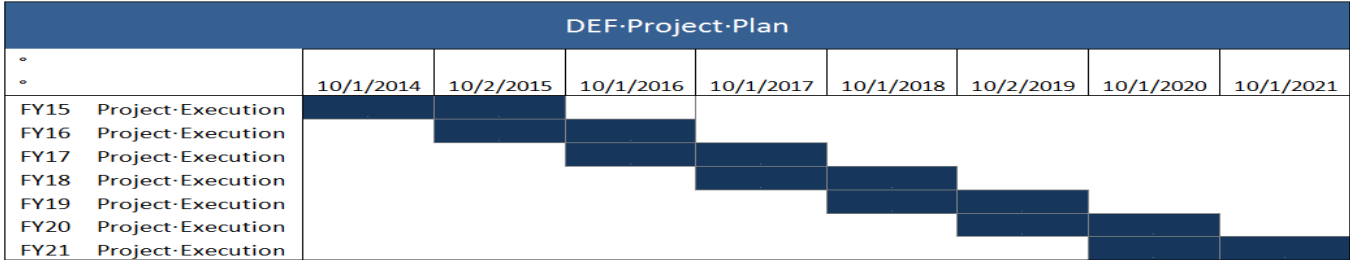 DEF·Project·Plan
°
°
10/1/2014 10/2/2015 10/1/2016 10/1/2017 10/1/2018 10/2/2019 10/1/2020 10/1/2021
FY15 Project·Execution
FY16 Project·Execution
FY17 Project·Execution
FY18 Project·Execution
FY19 Project·Execution
FY20 Project·Execution
FY21 Project·Execution